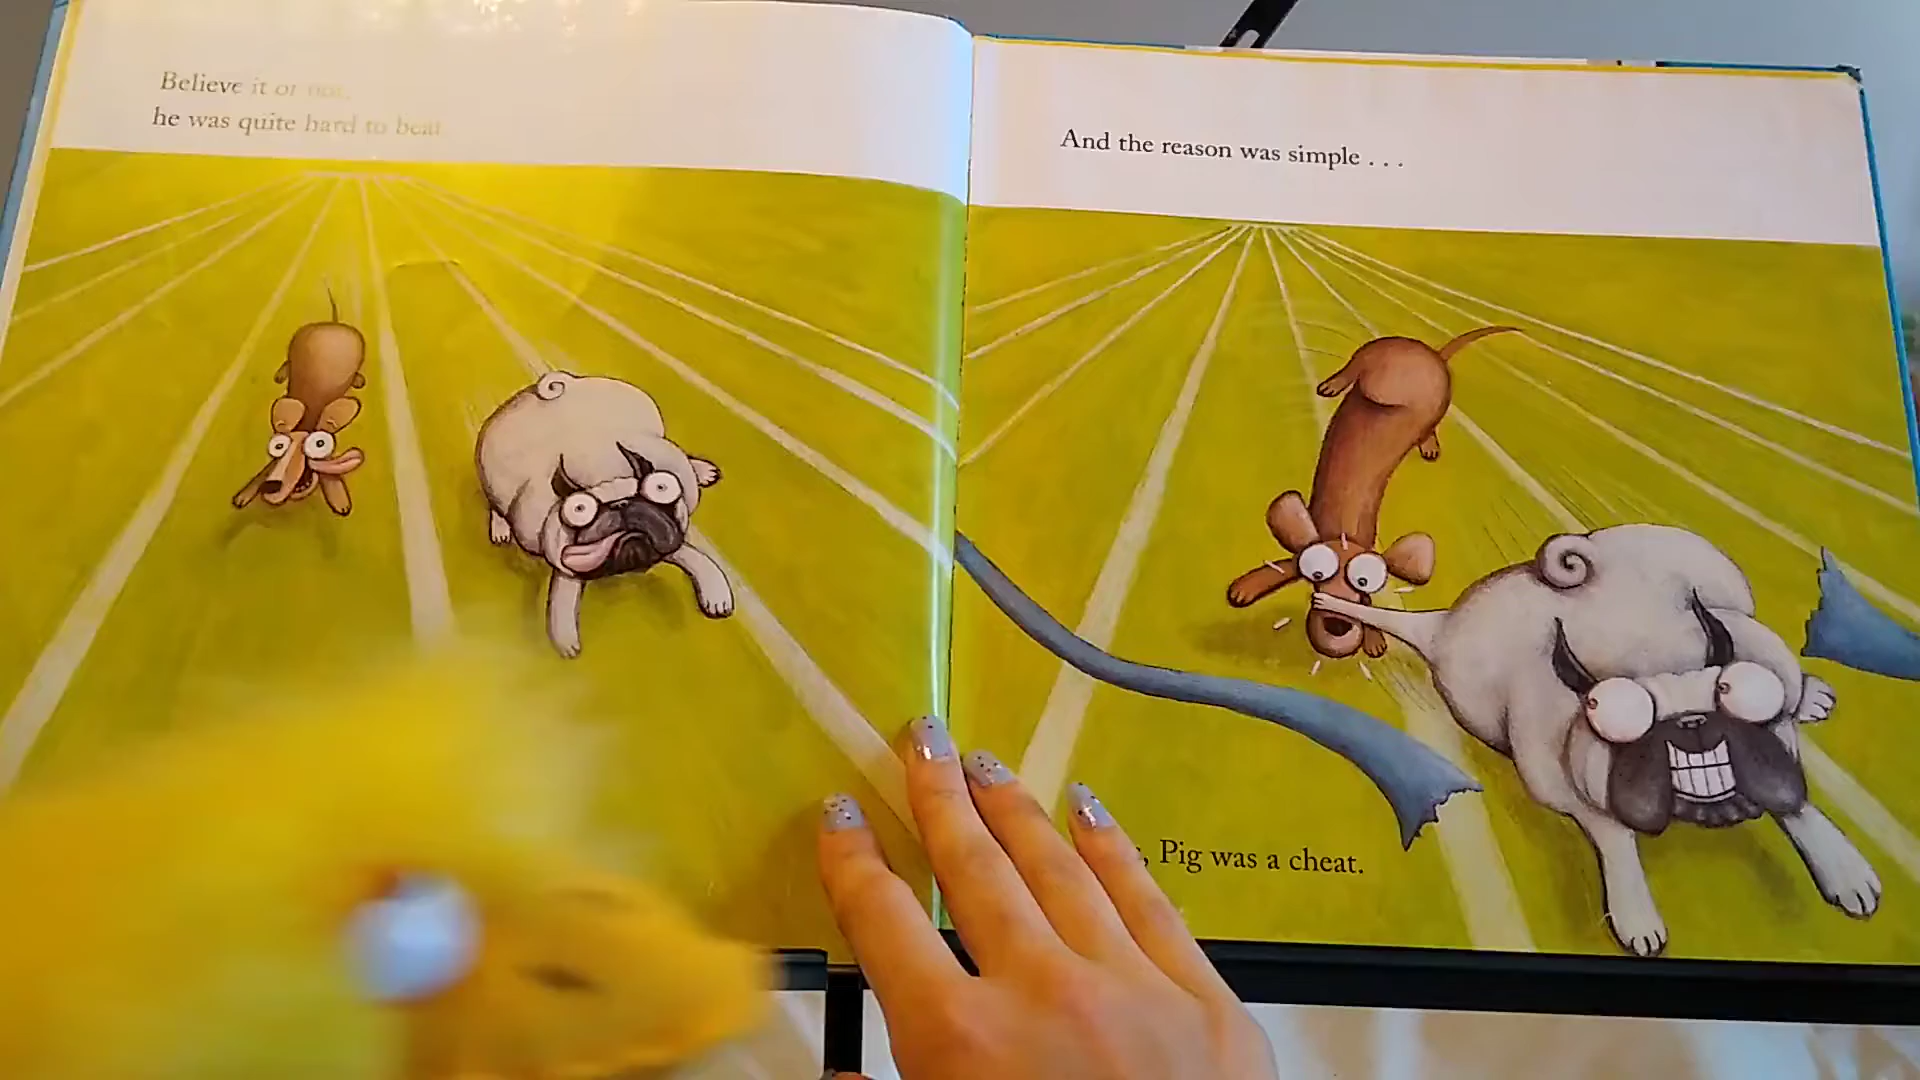 Believe it or not,
he was quite hard to beat
And the reason was simple . . .
, Pig was a cheat.